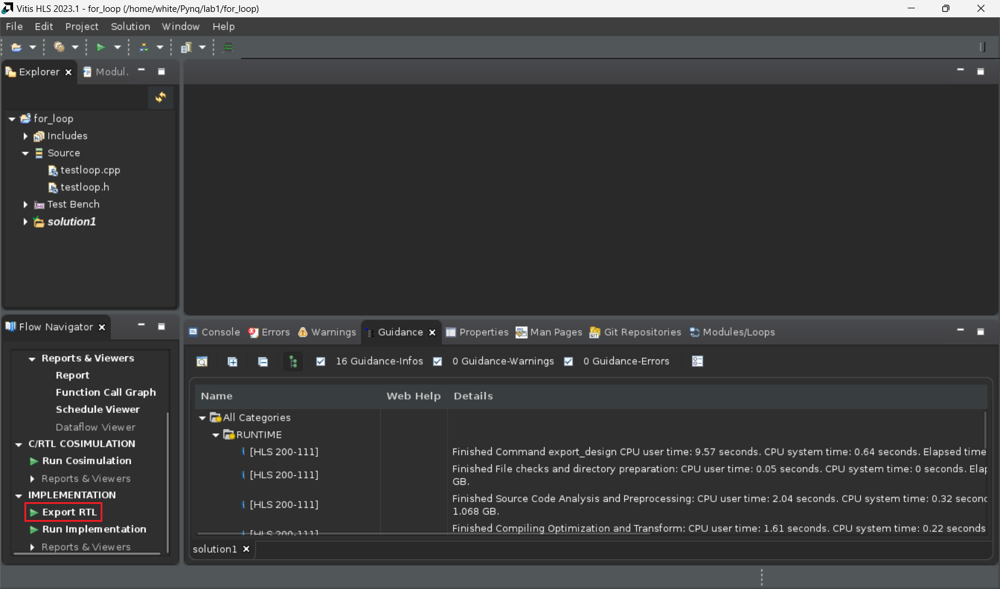 Vitis HLS 2023.1 - for_loop (/home/white/Pynq/lab1/for_loop)
File Edit Project Solution Window Help
Explorer Modul.
for_loop
Includes
Source
testloop.cpp
testloop.h
Test Bench
solution1
Flow Navigator
Reports & Viewers
Report
Function Call Graph
Schedule Viewer
Dataflow Viewer
C/RTL COSIMULATION
Run Cosimulation
Reports & Viewers
IMPLEMENTATION
Export RTL
Run Implementation
Reports & Viewers
Console Errors Warnings Guidance Properties Man Pages Git Repositories Modules/Loops
16 Guidance-Infos 0 Guidance-Warnings 0 Guidance-Errors
Name Web Help Details
All Categories
RUNTIME
[HLS 200-111] Finished Command export_design CPU user time: 9.57 seconds. CPU system time: 0.64 seconds. Elapsed time
[HLS 200-111] Finished File checks and directory preparation: CPU user time: 0.05 seconds. CPU system time: 0 seconds. Elap
GB.
[HLS 200-111] Finished Source Code Analysis and Preprocessing: CPU user time: 2.04 seconds. CPU system time: 0.32 secon
1.068 GB.
[HLS 200-111] Finished Compiling Optimization and Transform: CPU user time: 1.61 seconds. CPU system time: 0.22 seconds
solution1